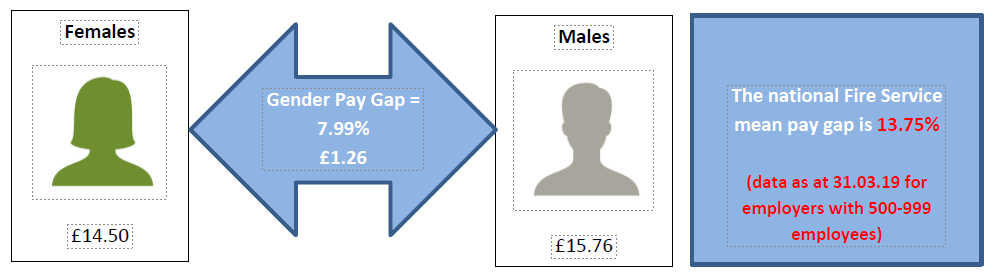 Females
£14.50
Gender Pay Gap =
7.99%
£1.26
Males
£15.76
The national Fire Service
mean pay gap is 13.75%
(data as at 31.03.19 for
employers with 500-999
employees)